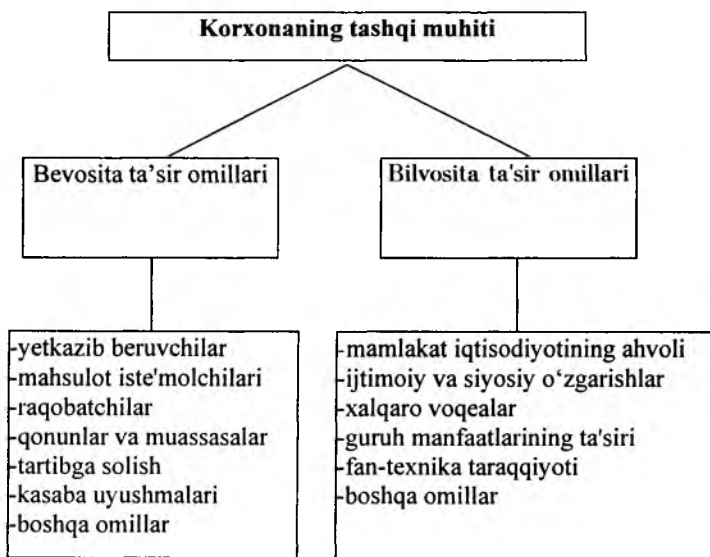 Korxonaning tashqi muhiti
Bevosita ta’sir omillari
Bilvosita ta'sir omillari
-yetkazib beruvchilar
-mahsulot iste'molchilari
-raqobatchilar
-qonunlar va muassasalar
-tartibga solish
-kasaba uyushmalari
-boshqa omillar
-mamlakat iqtisodiyotining ahvoli
-ijtimoiy va siyosiy o‘zgarishlar
-xalqaro voqealar
-guruh manfaatlarining ta'siri
-fan-texnika taraqqiyoti
-boshqa omillar